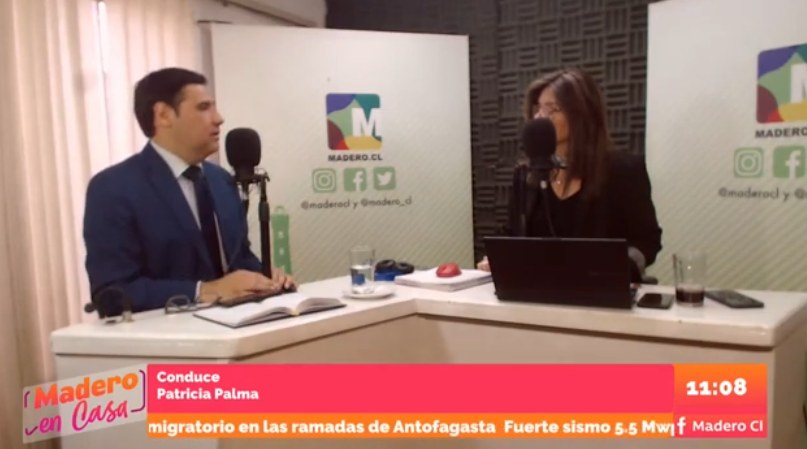 M
MADERO.CL
@maderocl y @madero_cl
M
MADERO.CL
@maderocl y
Madero
en Casa
Conduce
Patricia Palma
11:08
migratorio en las ramadas de Antofagasta Fuerte sismo 5.5 Mw
Madero Cl